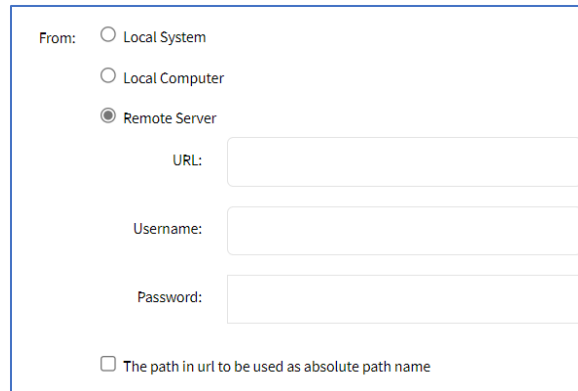 From: Local System
Local Computer
Remote Server
URL:
Username:
Password:
The path in url to be used as absolute path name